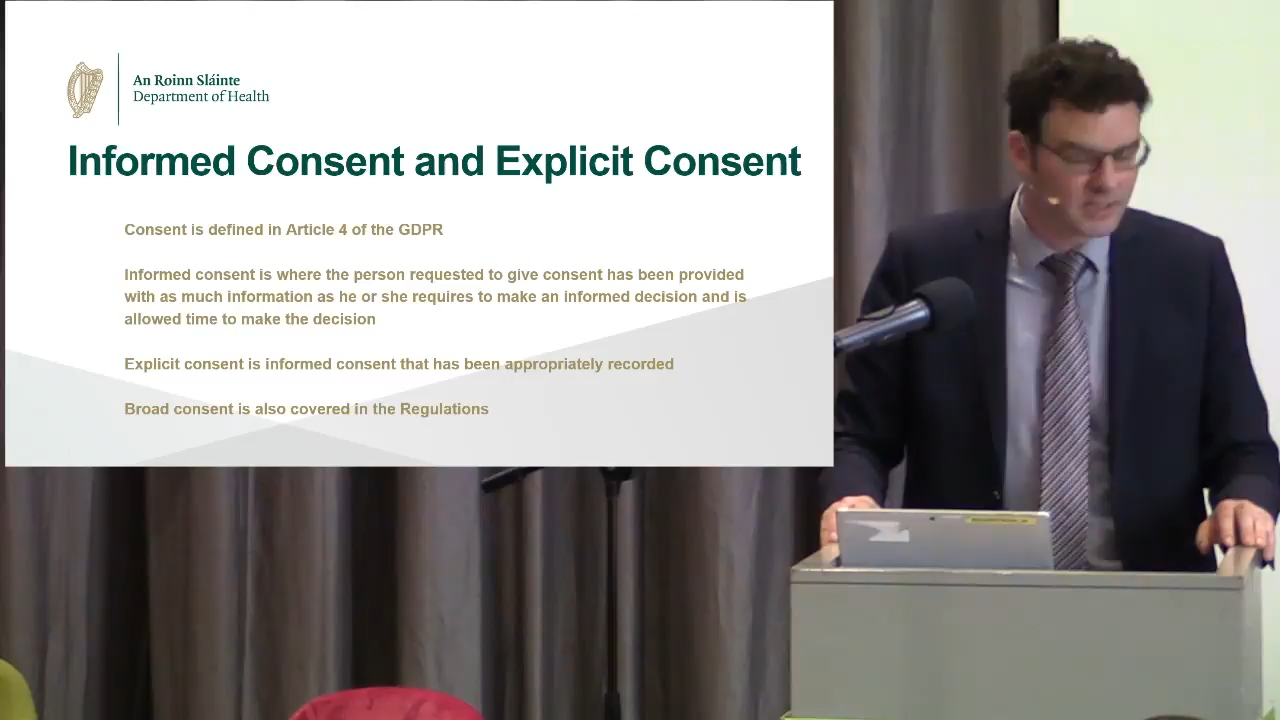 An Roinn Sláinte
Department of Health
Informed Consent and Explicit Consent
Consent is defined in Article 4 of the GDPR
Informed consent is where the person requested to give consent has been provided
with as much information as he or she requires to make an informed decision and is
allowed time to make the decision
Explicit consent is informed consent that has been appropriately recorded
Broad consent is also covered in the Regulations